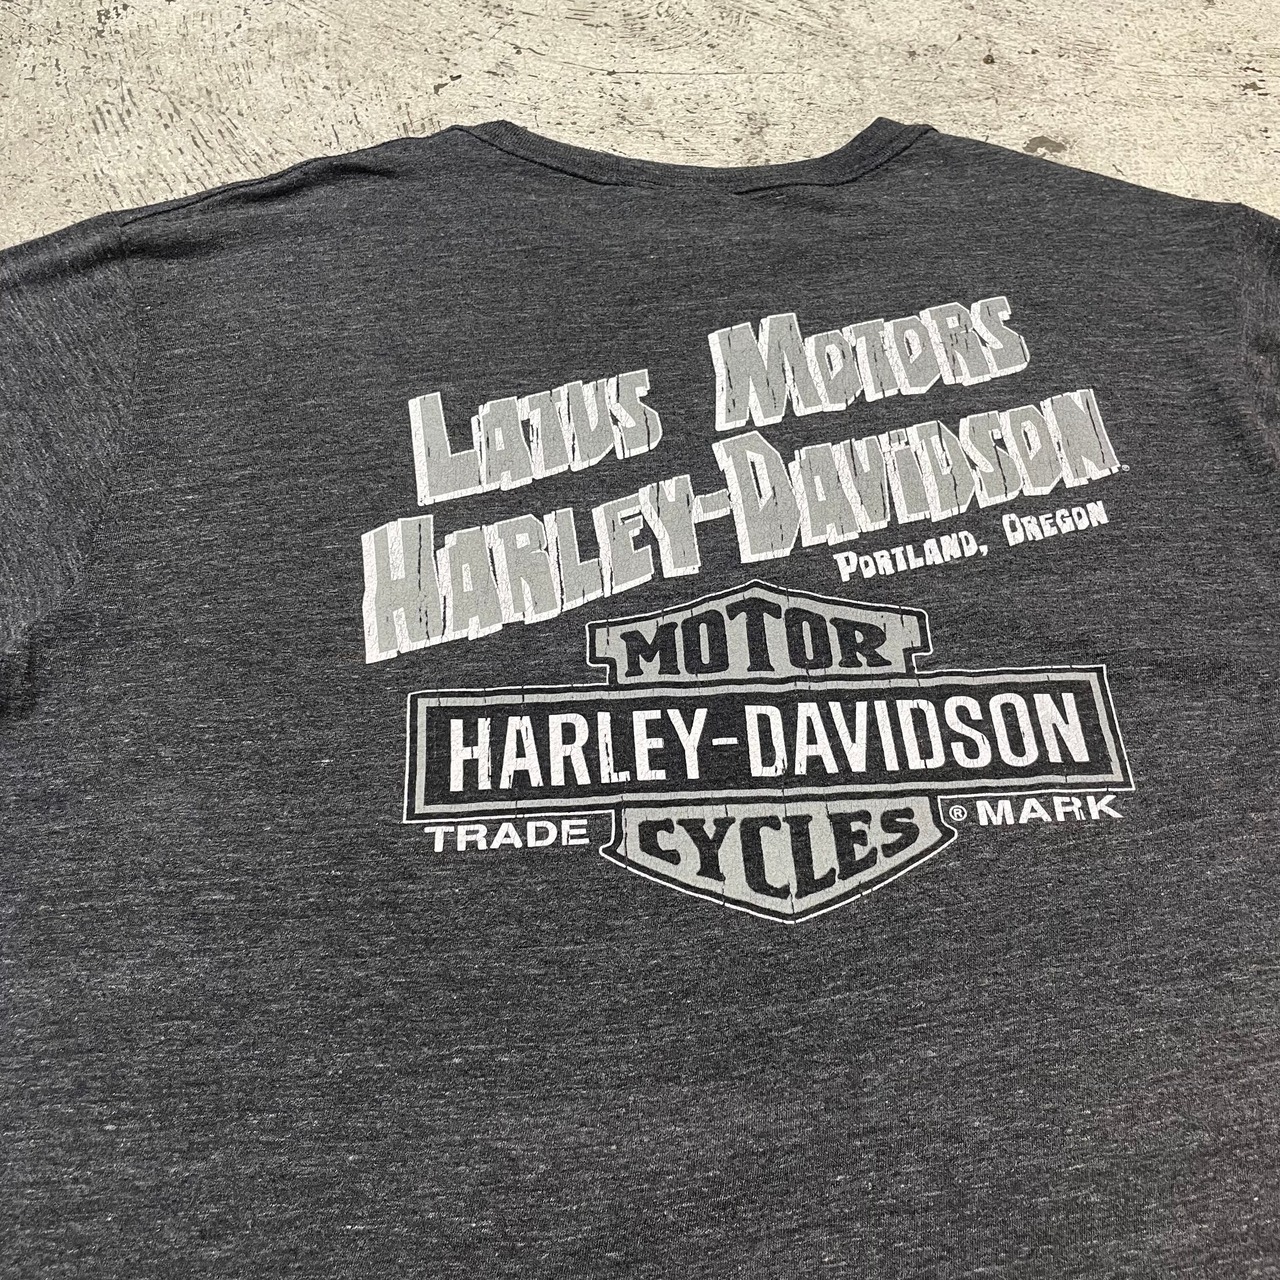 LATUS MOTORS
HARLEY-DAVIDSON®
PORTLAND, OREGON
MOTOR
HARLEY-DAVIDSON
TRADE ® MARK
CYCLES